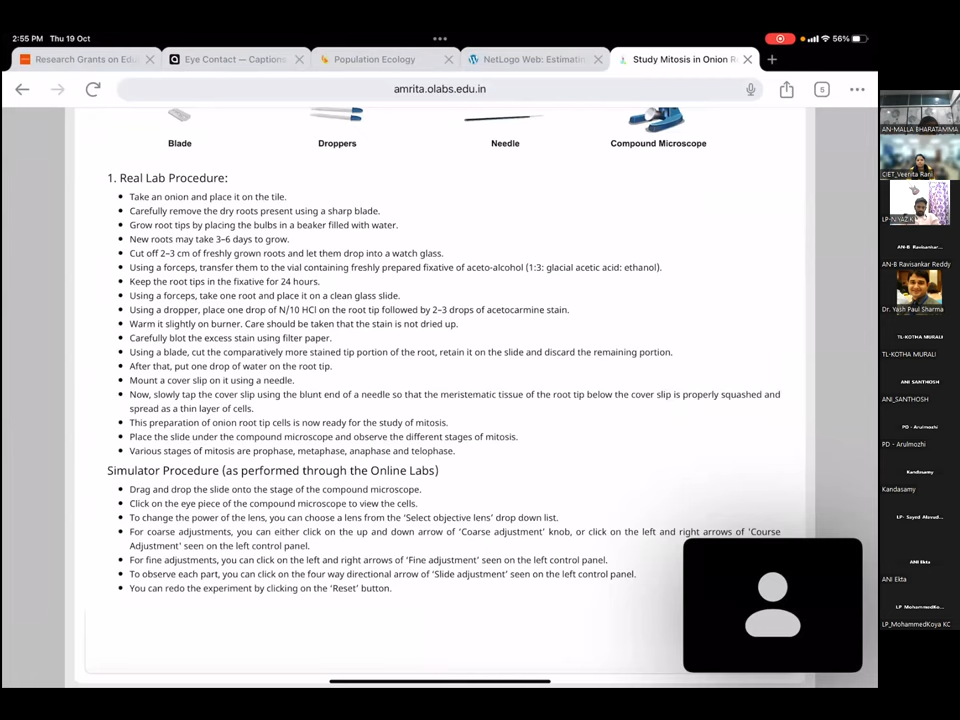 2:55 PM Thu 19 Oct
56%
Research Grants on Edu
Eye Contact — Captions
Population Ecology
NetLogo Web: Estimatin
Study Mitosis in Onion R
amrita.olabs.edu.in
5
Blade
Droppers
Needle
Compound Microscope
1. Real Lab Procedure:
Take an onion and place it on the tile.
Carefully remove the dry roots present using a sharp blade.
Grow root tips by placing the bulbs in a beaker filled with water.
New roots may take 3–6 days to grow.
Cut off 2–3 cm of freshly grown roots and let them drop into a watch glass.
Using a forceps, transfer them to the vial containing freshly prepared fixative of aceto-alcohol (1:3: glacial acetic acid: ethanol).
Keep the root tips in the fixative for 24 hours.
Using a forceps, take one root and place it on a clean glass slide.
Using a dropper, place one drop of N/10 HCl on the root tip followed by 2–3 drops of acetocarmine stain.
Warm it slightly on burner. Care should be taken that the stain is not dried up.
Carefully blot the excess stain using filter paper.
Using a blade, cut the comparatively more stained tip portion of the root, retain it on the slide and discard the remaining portion.
After that, put one drop of water on the root tip.
Mount a cover slip on it using a needle.
Now, slowly tap the cover slip using the blunt end of a needle so that the meristematic tissue of the root tip below the cover slip is properly squashed and
spread as a thin layer of cells.
This preparation of onion root tip cells is now ready for the study of mitosis.
Place the slide under the compound microscope and observe the different stages of mitosis.
Various stages of mitosis are prophase, metaphase, anaphase and telophase.
Simulator Procedure (as performed through the Online Labs)
Drag and drop the slide onto the stage of the compound microscope.
Click on the eye piece of the compound microscope to view the cells.
To change the power of the lens, you can choose a lens from the 'Select objective lens' drop down list.
For coarse adjustments, you can either click on the up and down arrow of 'Coarse adjustment' knob, or click on the left and right arrows of 'Course
Adjustment' seen on the left control panel.
For fine adjustments, you can click on the left and right arrows of 'Fine adjustment' seen on the left control panel.
To observe each part, you can click on the four way directional arrow of 'Slide adjustment' seen on the left control panel.
You can redo the experiment by clicking on the 'Reset' button.
AN-MALLA BHARATAMMA
CIET_Veenita Rani
AN-B Ravisankar...
AN-B Ravisankar Reddy
Dr. Yash Paul Sharma
TL-KOTHA MURALI
TL-KOTHA MURALI
ANI SANTHOSH
ANI_SANTHOSH
PD - Arulmozhi
PD - Arulmozhi
Kandasamy
Kandasamy
LP- Sayed Alavud...
ANI Ekta
ANI Ekta
LP_MohammedKo...
LP_MohammedKoya KC